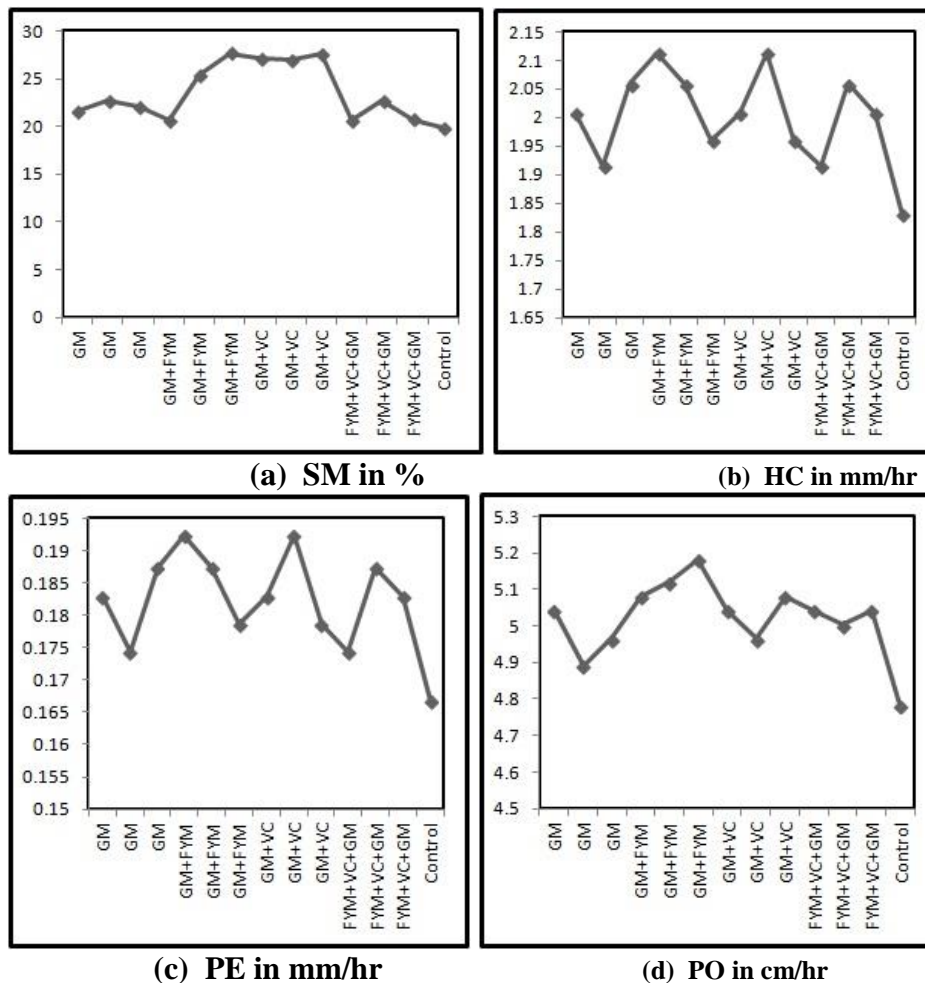 30
25
20
15
10
5
0
GM
GM
GM
GM+FYM
GM+FYM
GM+FYM
GM+VC
GM+VC
GM+VC
FYM+VC+GM
FYM+VC+GM
FYM+VC+GM
Control
(a) SM in %
2.15
2.1
2.05
2
1.95
1.9
1.85
1.8
1.75
1.7
1.65
GM
GM
GM
GM+FYM
GM+FYM
GM+FYM
GM+VC
GM+VC
GM+VC
FYM+VC+GM
FYM+VC+GM
FYM+VC+GM
Control
(b) HC in mm/hr
0.195
0.19
0.185
0.18
0.175
0.17
0.165
0.16
0.155
0.15
GM
GM
GM
GM+FYM
GM+FYM
GM+FYM
GM+VC
GM+VC
GM+VC
FYM+VC+GM
FYM+VC+GM
FYM+VC+GM
Control
(c) PE in mm/hr
5.3
5.2
5.1
5
4.9
4.8
4.7
4.6
4.5
GM
GM
GM
GM+FYM
GM+FYM
GM+FYM
GM+VC
GM+VC
GM+VC
FYM+VC+GM
FYM+VC+GM
FYM+VC+GM
Control
(d) PO in cm/hr